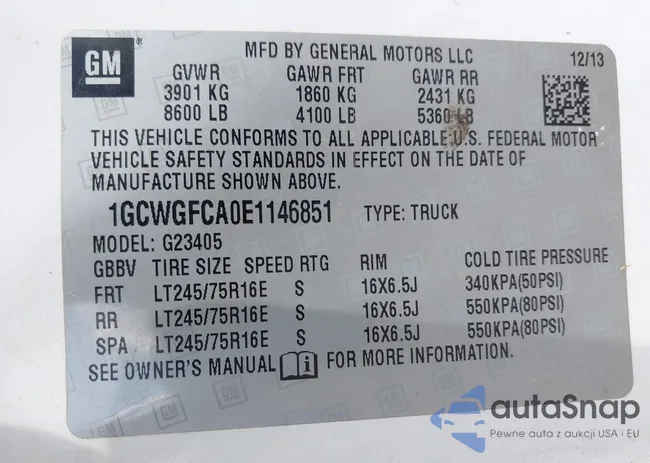 GM
MFD BY GENERAL MOTORS LLC 12/13
GVWR GAWR FRT GAWR RR
3901 KG 1860 KG 2431 KG
8600 LB 4100 LB 5360 LB
THIS VEHICLE CONFORMS TO ALL APPLICABLE U.S. FEDERAL MOTOR
VEHICLE SAFETY STANDARDS IN EFFECT ON THE DATE OF
MANUFACTURE SHOWN ABOVE.
1GCWGFCA0E1146851 TYPE: TRUCK
MODEL: G23405
GBBV TIRE SIZE SPEED RTG RIM COLD TIRE PRESSURE
FRT LT245/75R16E S 16X6.5J 340KPA(50PSI)
RR LT245/75R16E S 16X6.5J 550KPA(80PSI)
SPA LT245/75R16E S 16X6.5J 550KPA(80PSI)
SEE OWNER'S MANUAL FOR MORE INFORMATION.
autaSnap
Pewne auta z aukcji USA i EU